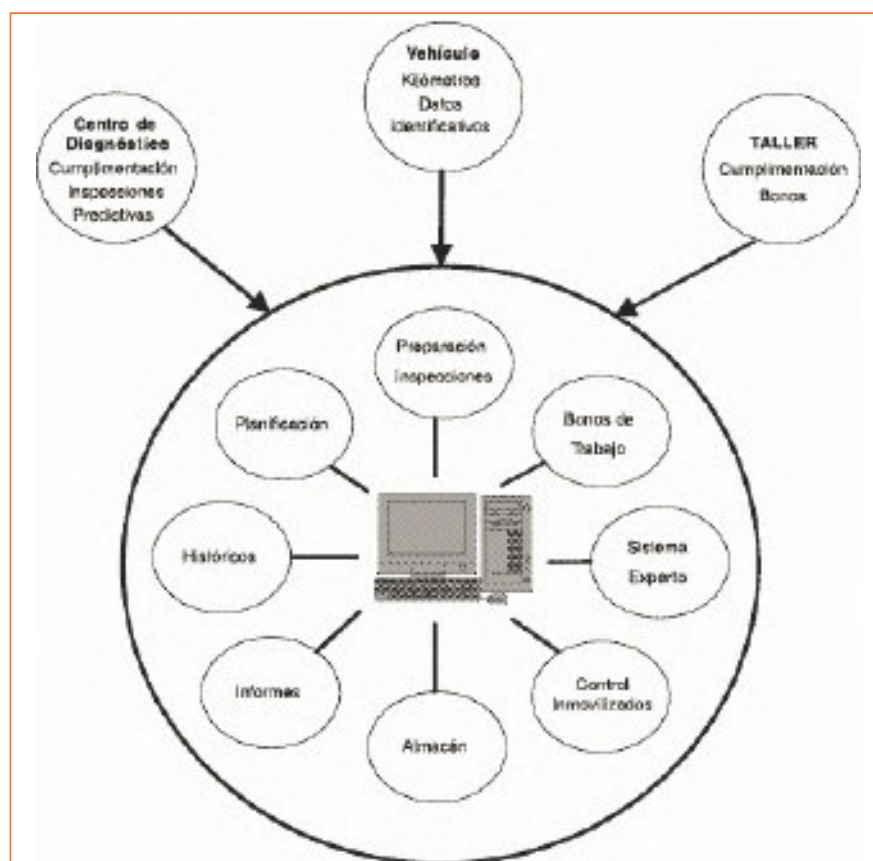 Vehículo
Kilómetros
Datos
Identificativos
Centro de
Diagnóstico
Cumplimentación
Inspecciones
Predictivas
TALLER
Cumplimentación
Bonos
Preparación
Inspecciones
Planificación
Bonos de
Trabajo
Históricos
Sistema
Experto
Informes
Control
Inmovilizados
Almacén